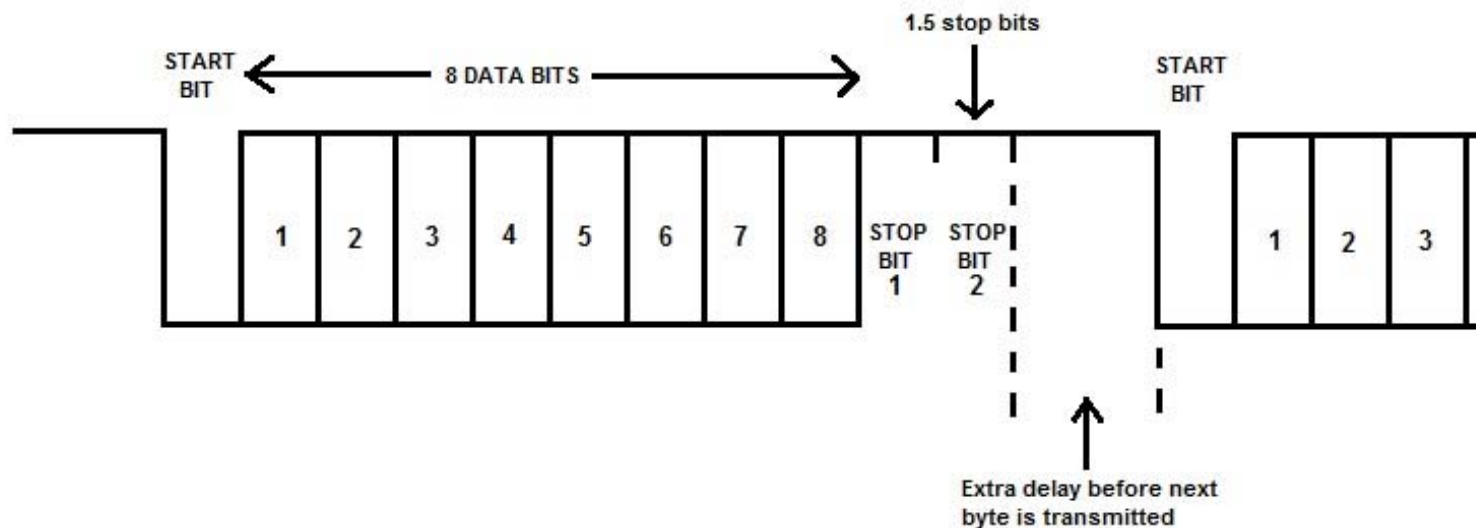 1.5 stop bits
START
BIT
8 DATA BITS
START
BIT
1 2 3 4 5 6 7 8
STOP
BIT
1
STOP
BIT
2
1 2 3
Extra delay before next
byte is transmitted